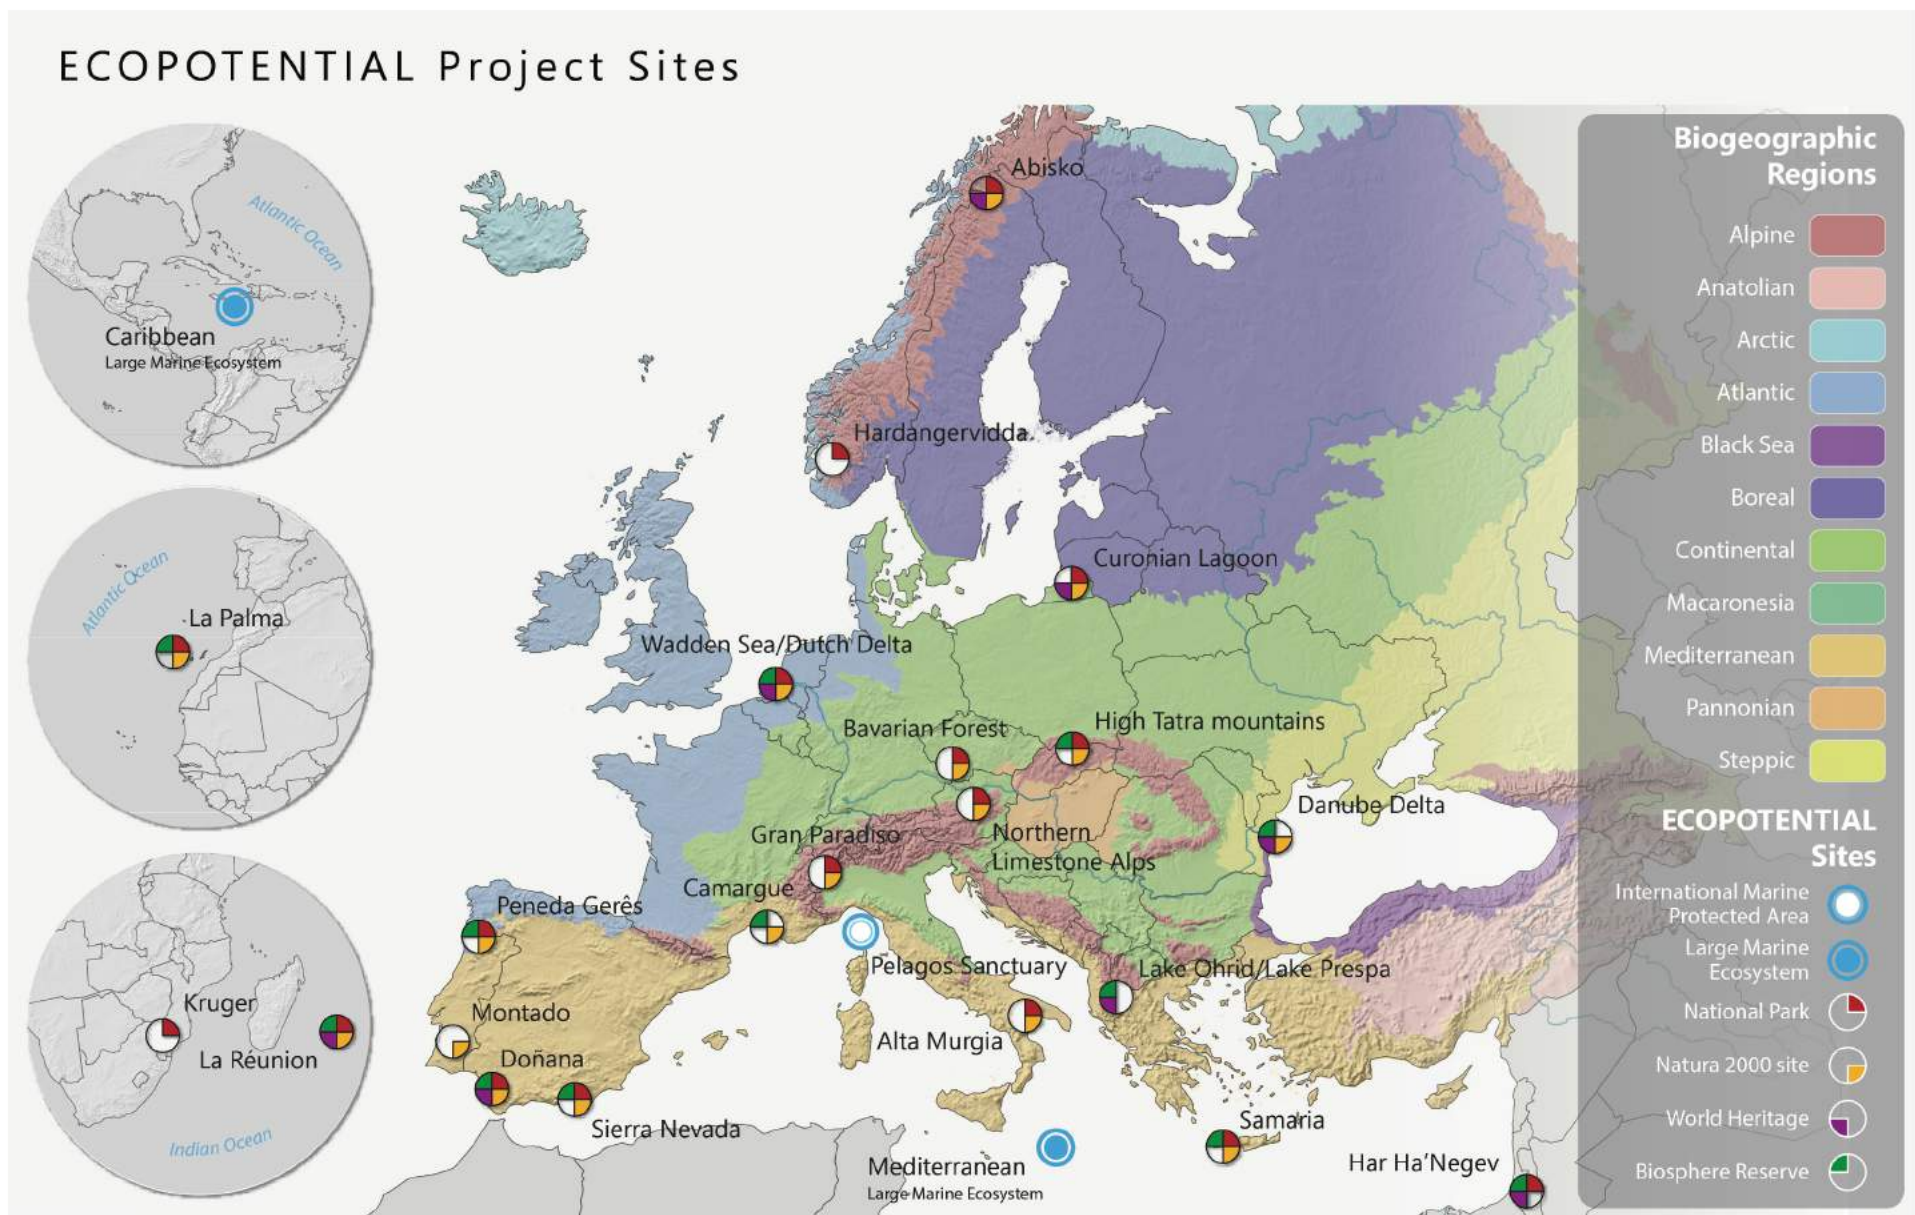 ECOPOTENTIAL Project Sites
Atlantic Ocean
Caribbean
Large Marine Ecosystem
Atlantic Ocean
La Palma
Kruger
La Réunion
Indian Ocean
Abisko
Hardangervidda
Curonian Lagoon
Wadden Sea/Dutch Delta
Bavarian Forest
High Tatra mountains
Danube Delta
Gran Paradiso
Northern
Limestone Alps
Camargue
Peneda Gerês
Pelagos Sanctuary
Lake Ohrid/Lake Prespa
Montado
Alta Murgia
Doñana
Sierra Nevada
Samaria
Mediterranean
Large Marine Ecosystem
Har Ha'Negev
Biogeographic
Regions
Alpine
Anatolian
Arctic
Atlantic
Black Sea
Boreal
Continental
Macaronesia
Mediterranean
Pannonian
Steppic
ECOPOTENTIAL
Sites
International Marine
Protected Area
Large Marine
Ecosystem
National Park
Natura 2000 site
World Heritage
Biosphere Reserve